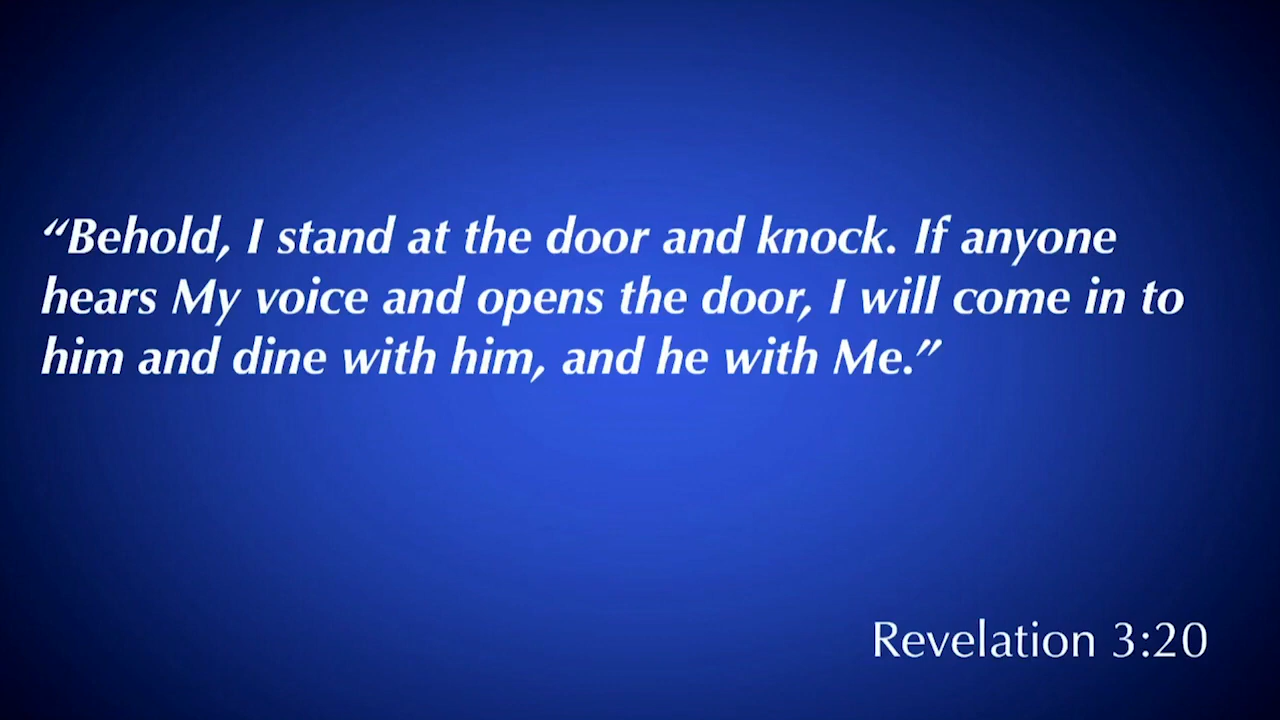 “Behold, I stand at the door and knock. If anyone
hears My voice and opens the door, I will come in to
him and dine with him, and he with Me.”
Revelation 3:20